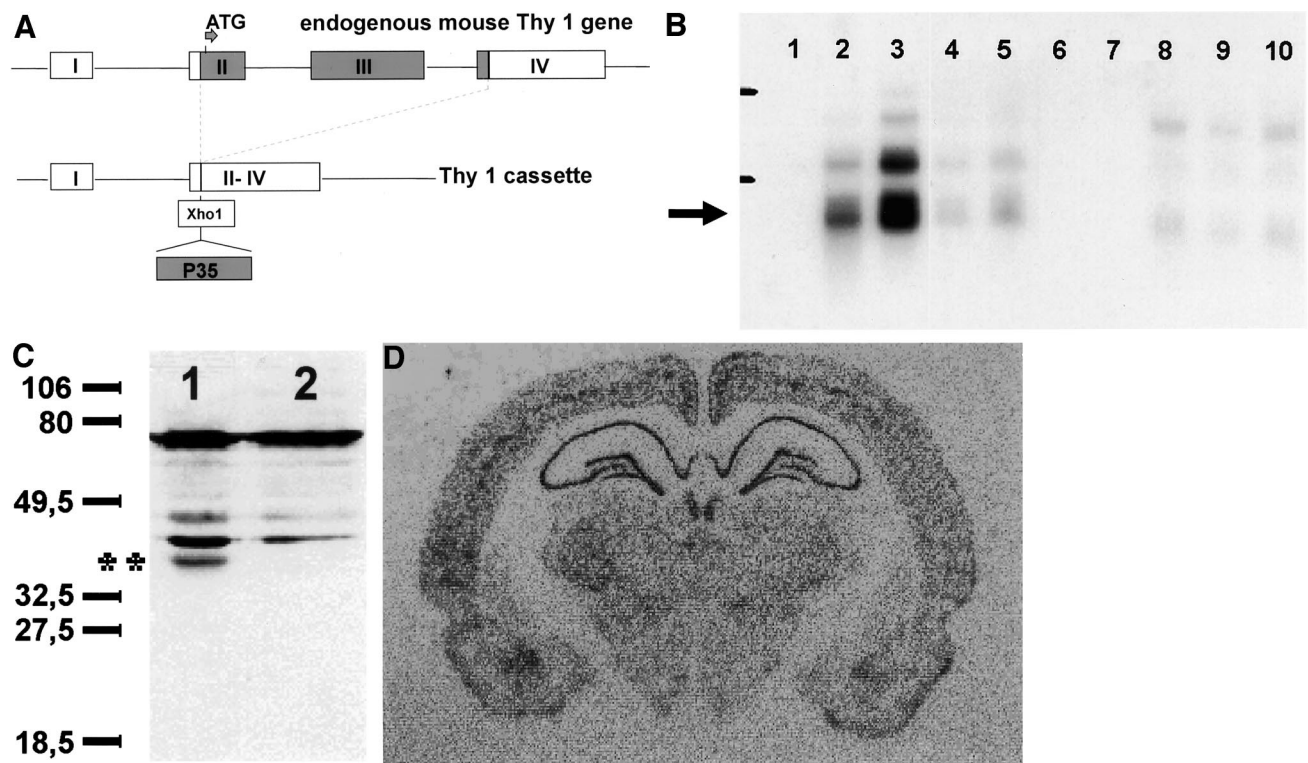 A
ATG
endogenous mouse Thy 1 gene
I
II
III
IV
I
II- IV
Thy 1 cassette
Xho1
P35
B
1 2 3 4 5 6 7 8 9 10
C
1 2
106
80
49,5
32,5
27,5
18,5
D